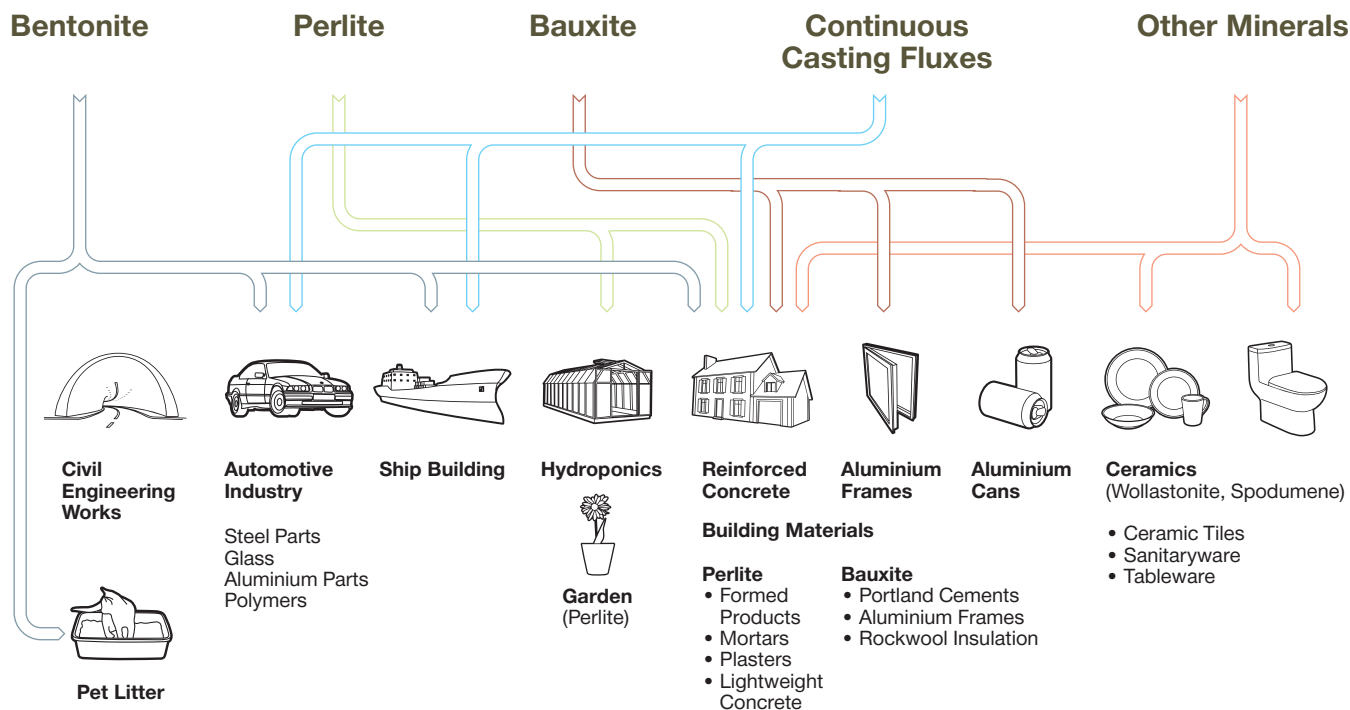 Bentonite
Perlite
Bauxite
Continuous
Casting Fluxes
Other Minerals
Civil
Engineering
Works
Automotive
Industry
Steel Parts
Glass
Aluminium Parts
Polymers
Ship Building
Hydroponics
Garden
(Perlite)
Reinforced
Concrete
Aluminium
Frames
Aluminium
Cans
Ceramics
(Wollastonite, Spodumene)
• Ceramic Tiles
• Sanitaryware
• Tableware
Building Materials
Perlite
• Formed
Products
• Mortars
• Plasters
• Lightweight
Concrete
Bauxite
• Portland Cements
• Aluminium Frames
• Rockwool Insulation
Pet Litter